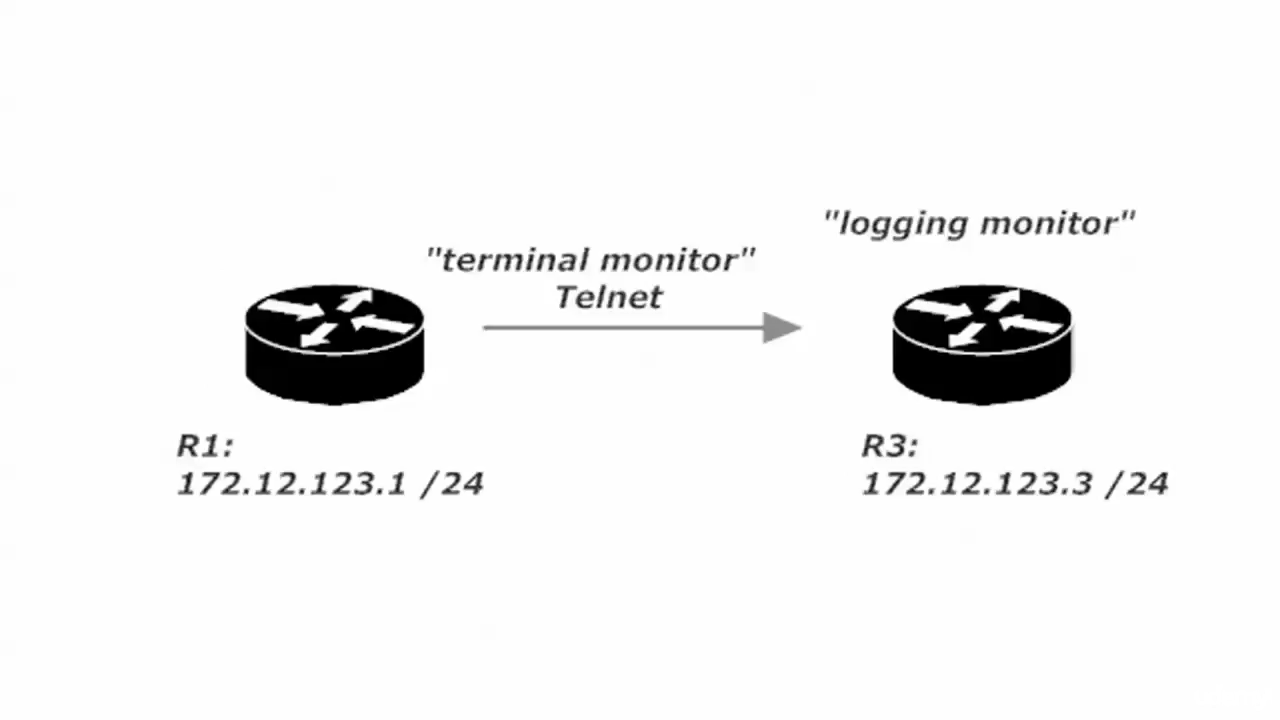 "logging monitor"
"terminal monitor"
Telnet
R1:
172.12.123.1 /24
R3:
172.12.123.3 /24